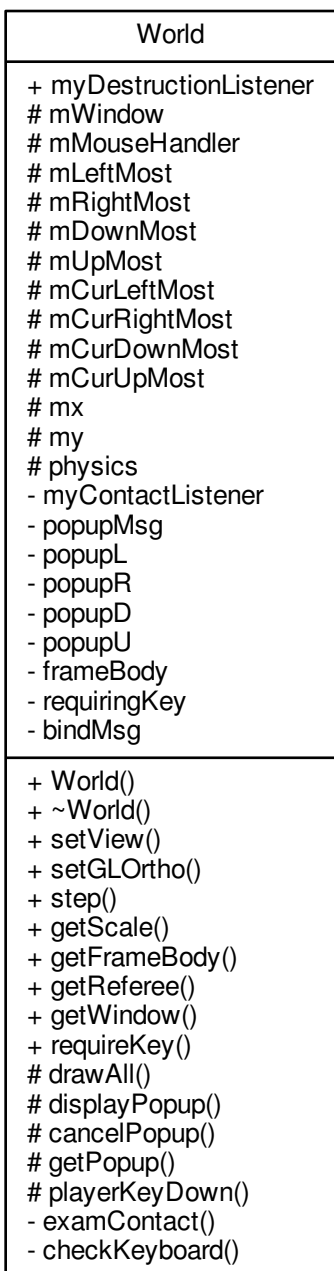 World
+ myDestructionListener
# mWindow
# mMouseHandler
# mLeftMost
# mRightMost
# mDownMost
# mUpMost
# mCurLeftMost
# mCurRightMost
# mCurDownMost
# mCurUpMost
# mx
# my
# physics
- myContactListener
- popupMsg
- popupL
- popupR
- popupD
- popupU
- frameBody
- requiringKey
- bindMsg
+ World()
+ ~World()
+ setView()
+ setGLOrtho()
+ step()
+ getScale()
+ getFrameBody()
+ getReferee()
+ getWindow()
+ requireKey()
# drawAll()
# displayPopup()
# cancelPopup()
# getPopup()
# playerKeyDown()
- examContact()
- checkKeyboard()